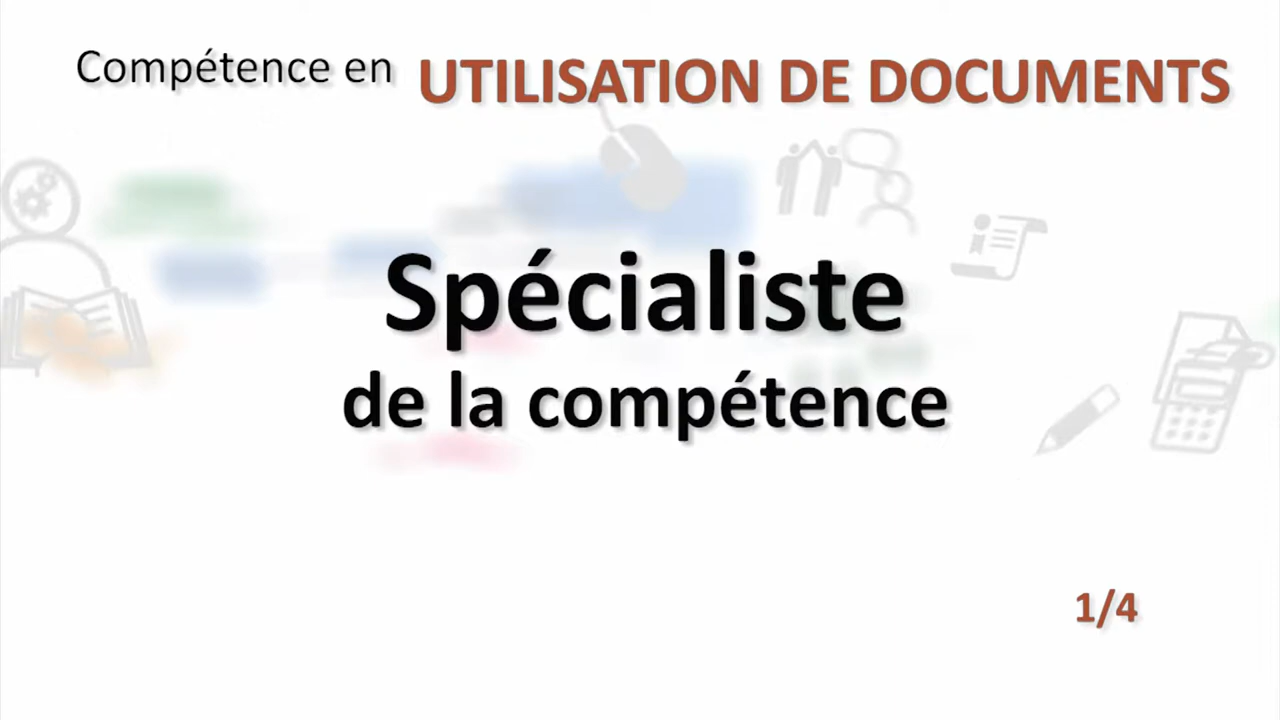 Compétence en UTILISATION DE DOCUMENTS
Spécialiste
de la compétence
1/4